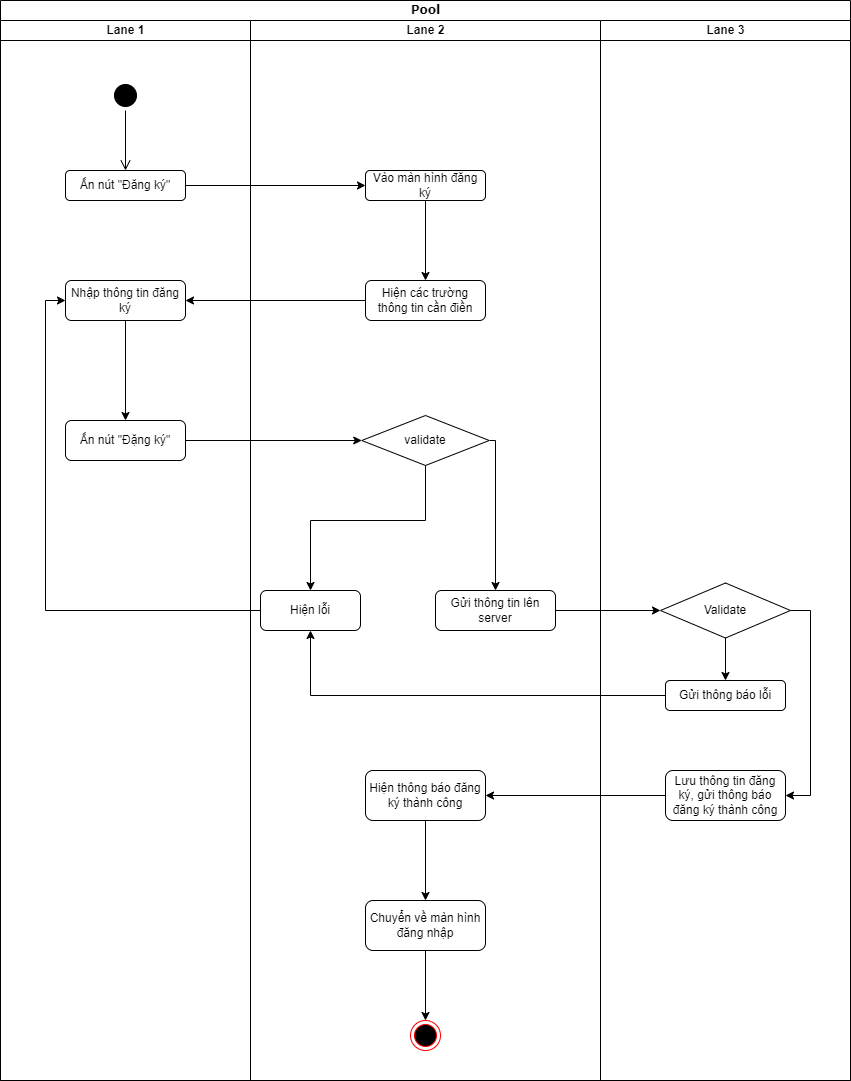 Pool
Lane 1
Lane 2
Lane 3
Ấn nút "Đăng ký"
Vào màn hình đăng
ký
Nhập thông tin đăng
ký
Hiện các trường
thông tin cần điền
Ấn nút "Đặng ký"
validate
Hiện lỗi
Gửi thông tin lên
server
Validate
Gửi thông báo lỗi
Hiện thông báo đăng
ký thành công
Lưu thông tin đăng
ký, gửi thông báo
đăng ký thành công
Chuyển về màn hình
đăng nhập